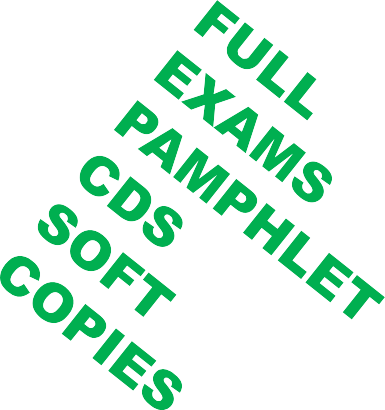 FULL
EXAMS
PAMPHLET
CDS
SOFT
COPIES